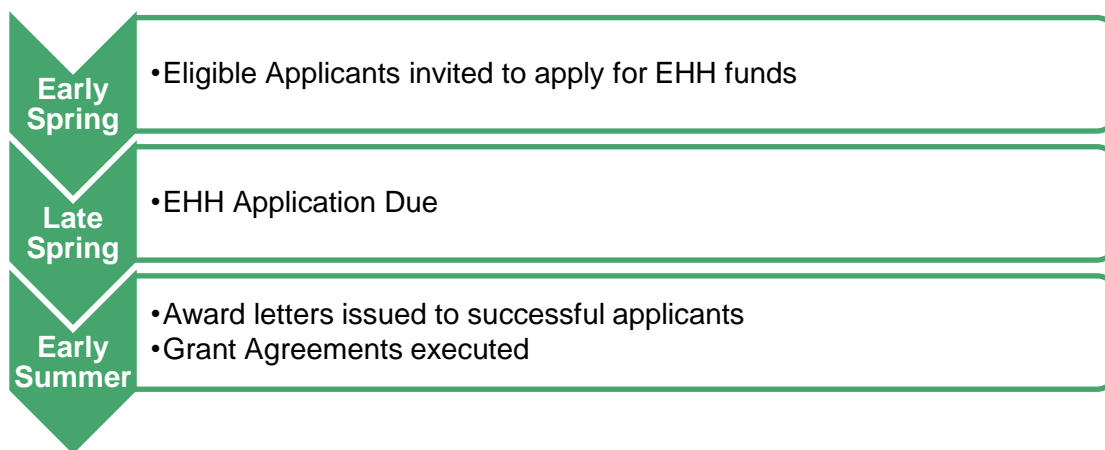 Early
Spring
•Eligible Applicants invited to apply for EHH funds
Late
Spring
•EHH Application Due
Early
Summer
•Award letters issued to successful applicants
•Grant Agreements executed